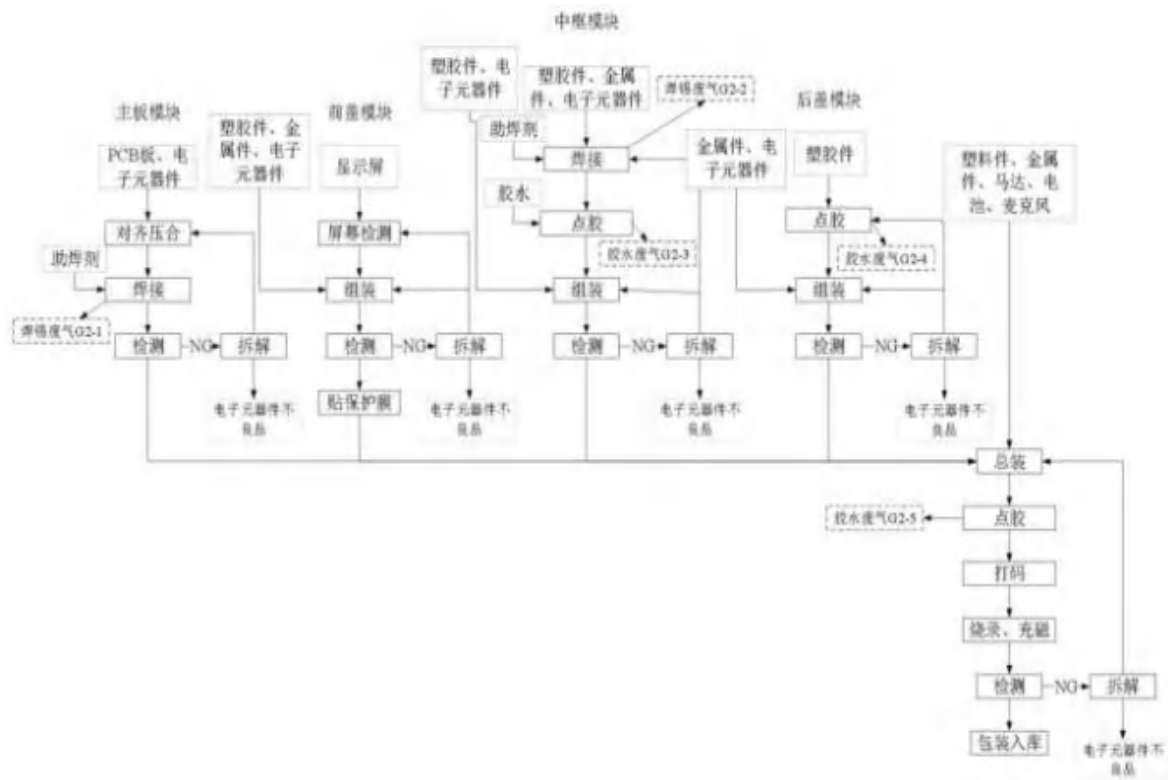 中枢模块
塑胶件、电
子元器件
塑胶件、金属
件、电子元器件
焊锡废气G2-2
主板模块
塑胶件、金
属件、电子
元器件
前盖模块
助焊剂
焊接
金属件、电
子元器件
后盖模块
PCB板、电
子元器件
显示屏
塑胶件
塑料件、金属
件、马达、电
池、麦克风
胶水
点胶
点胶
对齐压合
屏幕检测
胶水废气G2-3
胶水废气G2-4
助焊剂
焊接
组装
组装
组装
焊锡废气G2-1
检测
NG
拆解
检测
NG
拆解
检测
NG
拆解
检测
NG
拆解
贴保护膜
电子元器件不
良品
电子元器件不
良品
电子元器件不
良品
电子元器件不
良品
总装
胶水废气G2-5
点胶
打码
烧录、充磁
检测
NG
拆解
包装入库
电子元器件不
良品